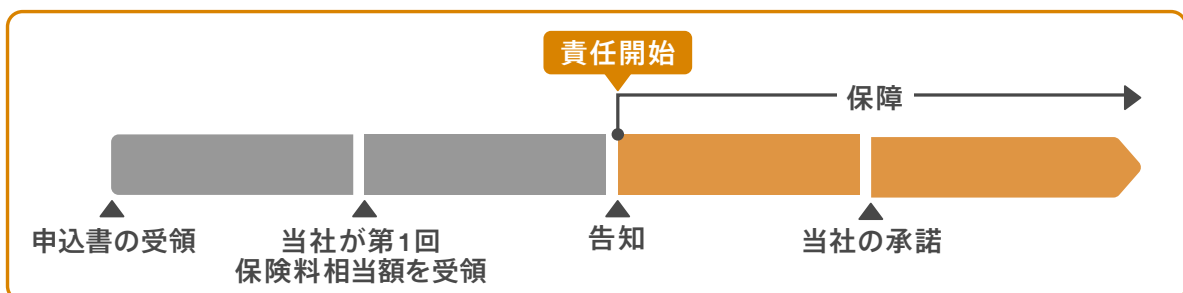 責任開始
保障
申込書の受領
当社が第1回
保険料相当額を受領
告知
当社の承諾